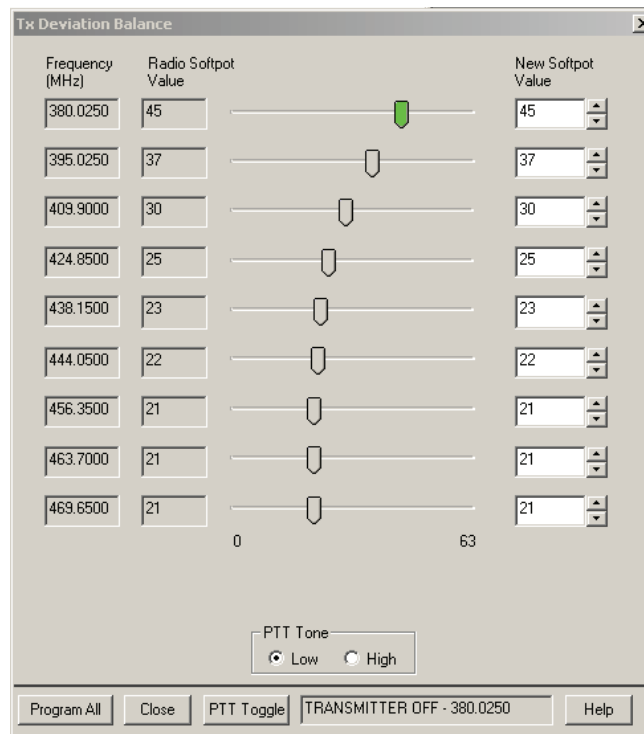 Tx Deviation Balance
Frequency (MHz) Radio Softpot Value New Softpot Value
380.0250 45 45
395.0250 37 37
409.9000 30 30
424.8500 25 25
438.1500 23 23
444.0500 22 22
456.3500 21 21
463.7000 21 21
469.6500 21 21
0 63
PTT Tone
Low High
Program All Close PTT Toggle TRANSMITTER OFF - 380.0250 Help